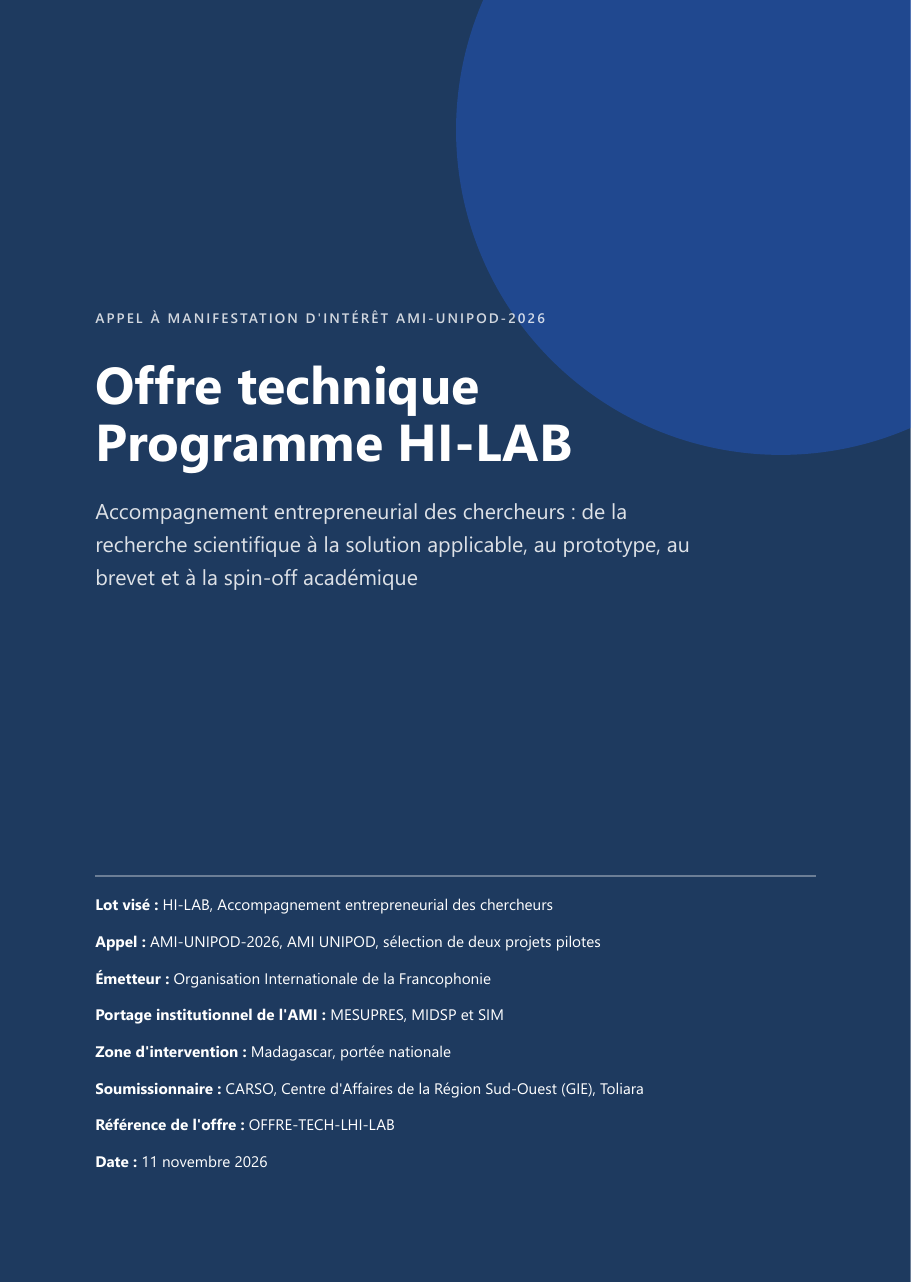 APPEL À MANIFESTATION D'INTÉRÊT AMI-UNIPOD-2026
Offre technique
Programme HI-LAB
Accompagnement entrepreneurial des chercheurs : de la
recherche scientifique à la solution applicable, au prototype, au
brevet et à la spin-off académique
Lot visé : HI-LAB, Accompagnement entrepreneurial des chercheurs
Appel : AMI-UNIPOD-2026, AMI UNIPOD, sélection de deux projets pilotes
Émetteur : Organisation Internationale de la Francophonie
Portage institutionnel de l'AMI : MESUPRES, MIDSP et SIM
Zone d'intervention : Madagascar, portée nationale
Soumissionnaire : CARSO, Centre d'Affaires de la Région Sud-Ouest (GIE), Toliara
Référence de l'offre : OFFRE-TECH-LHI-LAB
Date : 11 novembre 2026